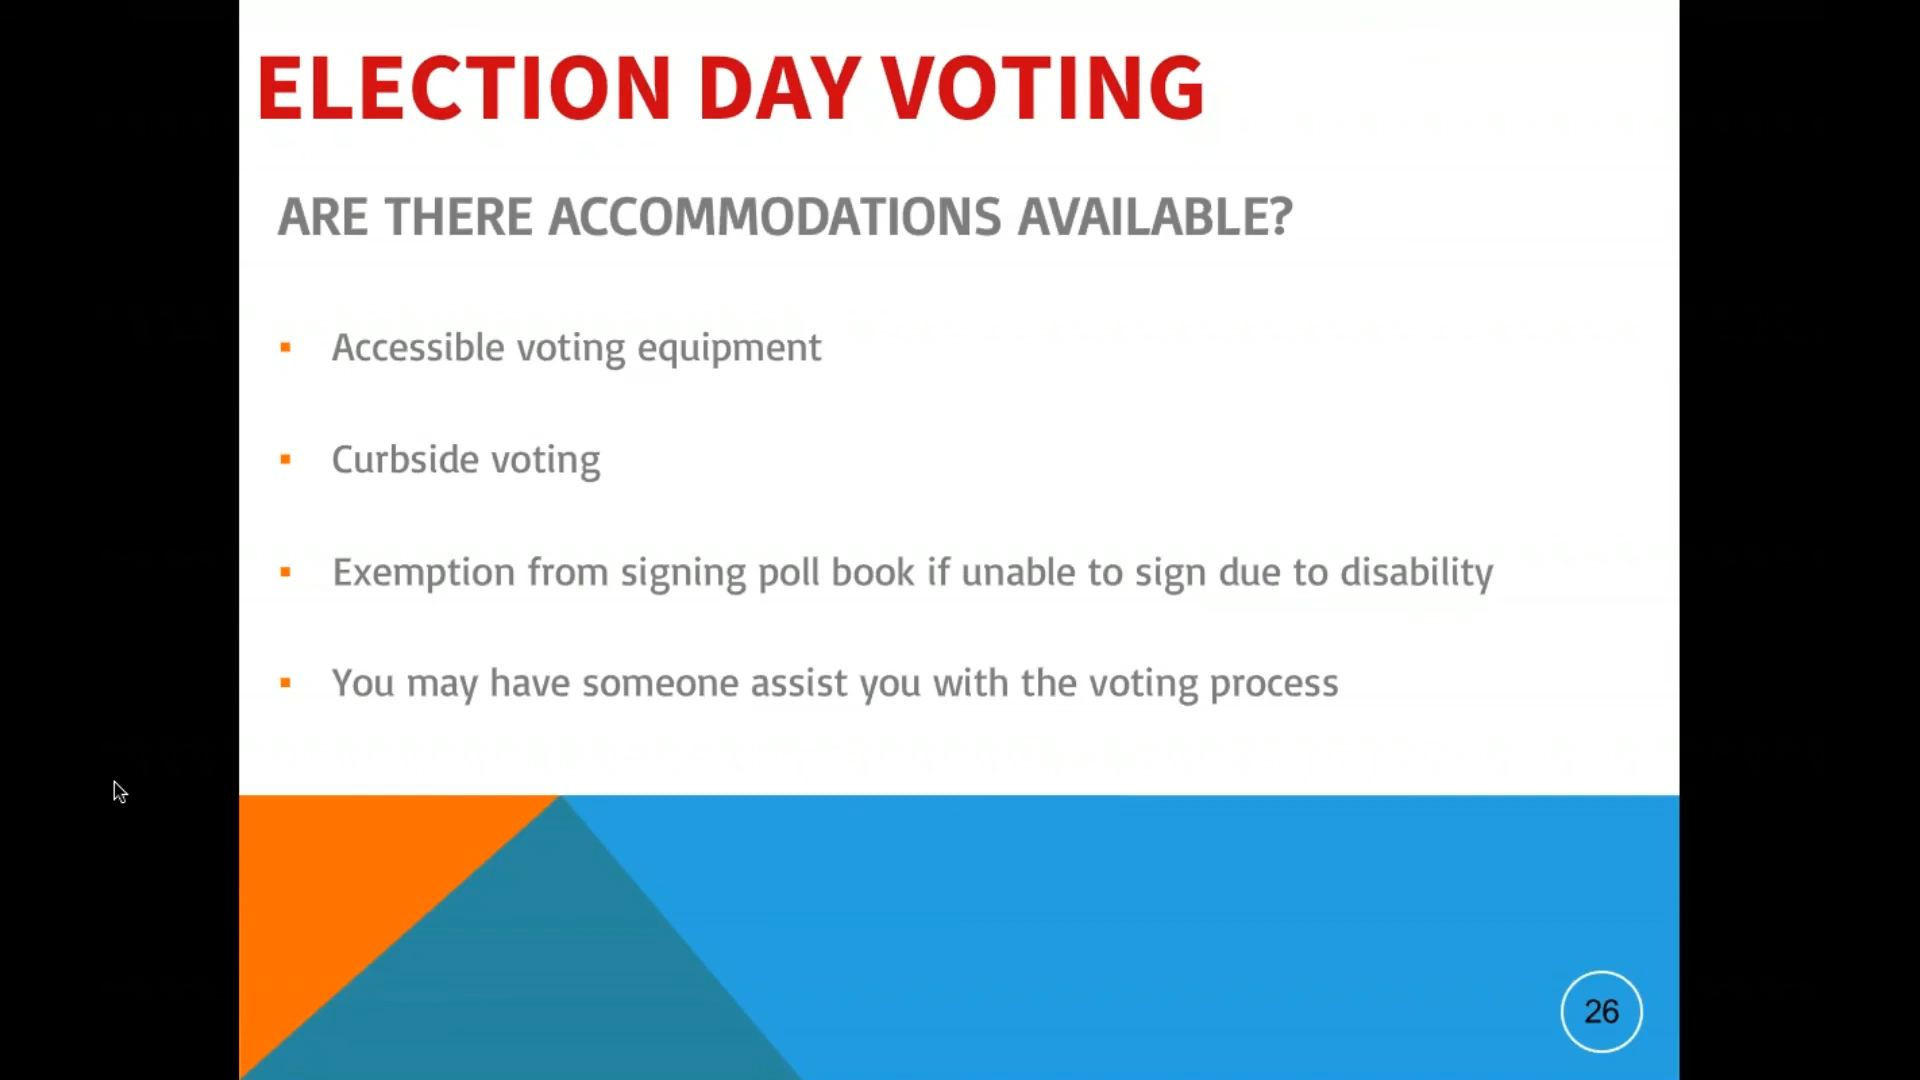 ELECTION DAY VOTING
ARE THERE ACCOMMODATIONS AVAILABLE?
▪ Accessible voting equipment
▪ Curbside voting
▪ Exemption from signing poll book if unable to sign due to disability
▪ You may have someone assist you with the voting process
26